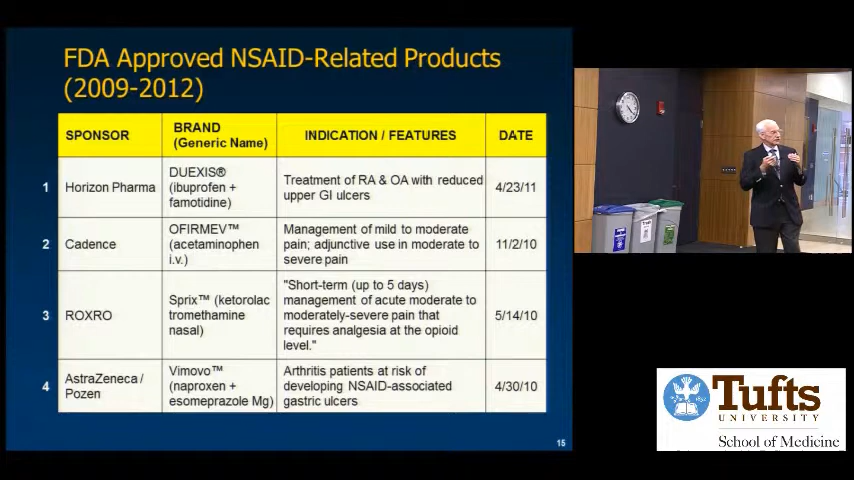 FDA Approved NSAID-Related Products
(2009-2012)
SPONSOR
BRAND
(Generic Name)
INDICATION / FEATURES
DATE
1
Horizon Pharma
DUEXIS®
(ibuprofen +
famotidine)
Treatment of RA & OA with reduced
upper GI ulcers
4/23/11
2
Cadence
OFIRMEV™
(acetaminophen
i.v.)
Management of mild to moderate
pain; adjunctive use in moderate to
severe pain
11/2/10
3
ROXRO
Sprix™ (ketorolac
tromethamine
nasal)
"Short-term (up to 5 days)
management of acute moderate to
moderately-severe pain that
requires analgesia at the opioid
level."
5/14/10
4
AstraZeneca /
Pozen
Vimovo™
(naproxen +
esomeprazole Mg)
Arthritis patients at risk of
developing NSAID-associated
gastric ulcers
4/30/10
15
Tufts
UNIVERSITY
School of Medicine